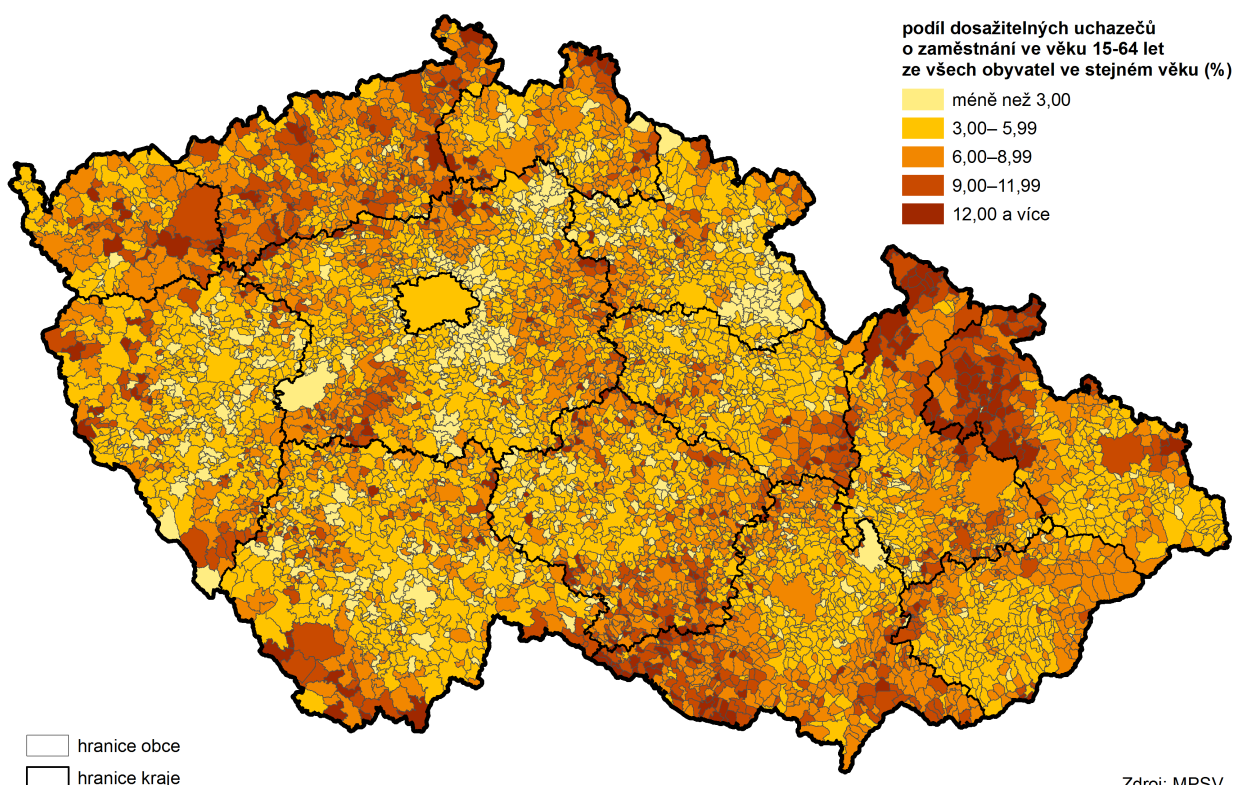 podíl dosažitelných uchazečů
o zaměstnání ve věku 15-64 let
ze všech obyvatel ve stejném věku (%)
méně než 3,00
3,00– 5,99
6,00–8,99
9,00–11,99
12,00 a více
hranice obce
hranice kraje
Zdroj: MPSV